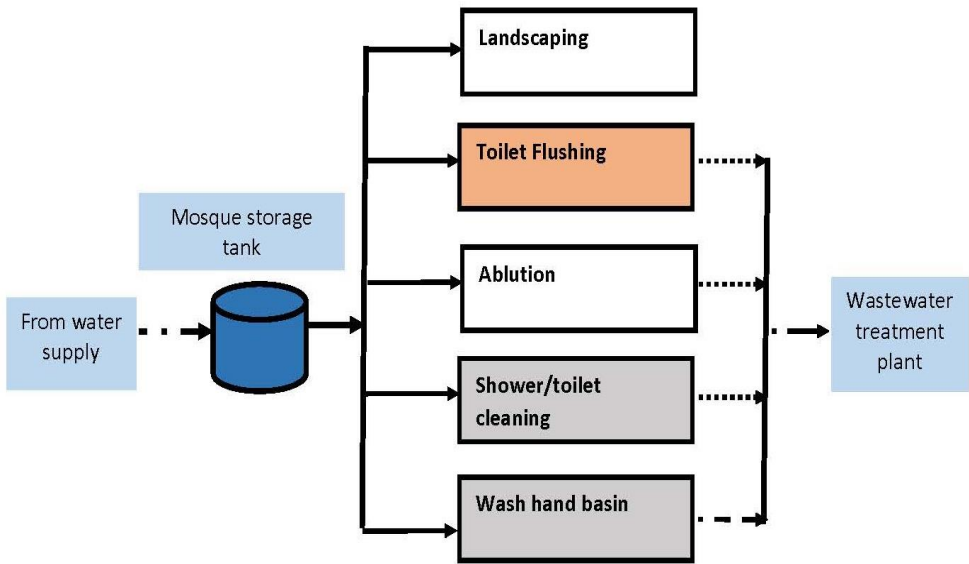 Landscaping
Toilet Flushing
Mosque storage
tank
Ablution
From water
supply
Wastewater
treatment
plant
Shower/toilet
cleaning
Wash hand basin